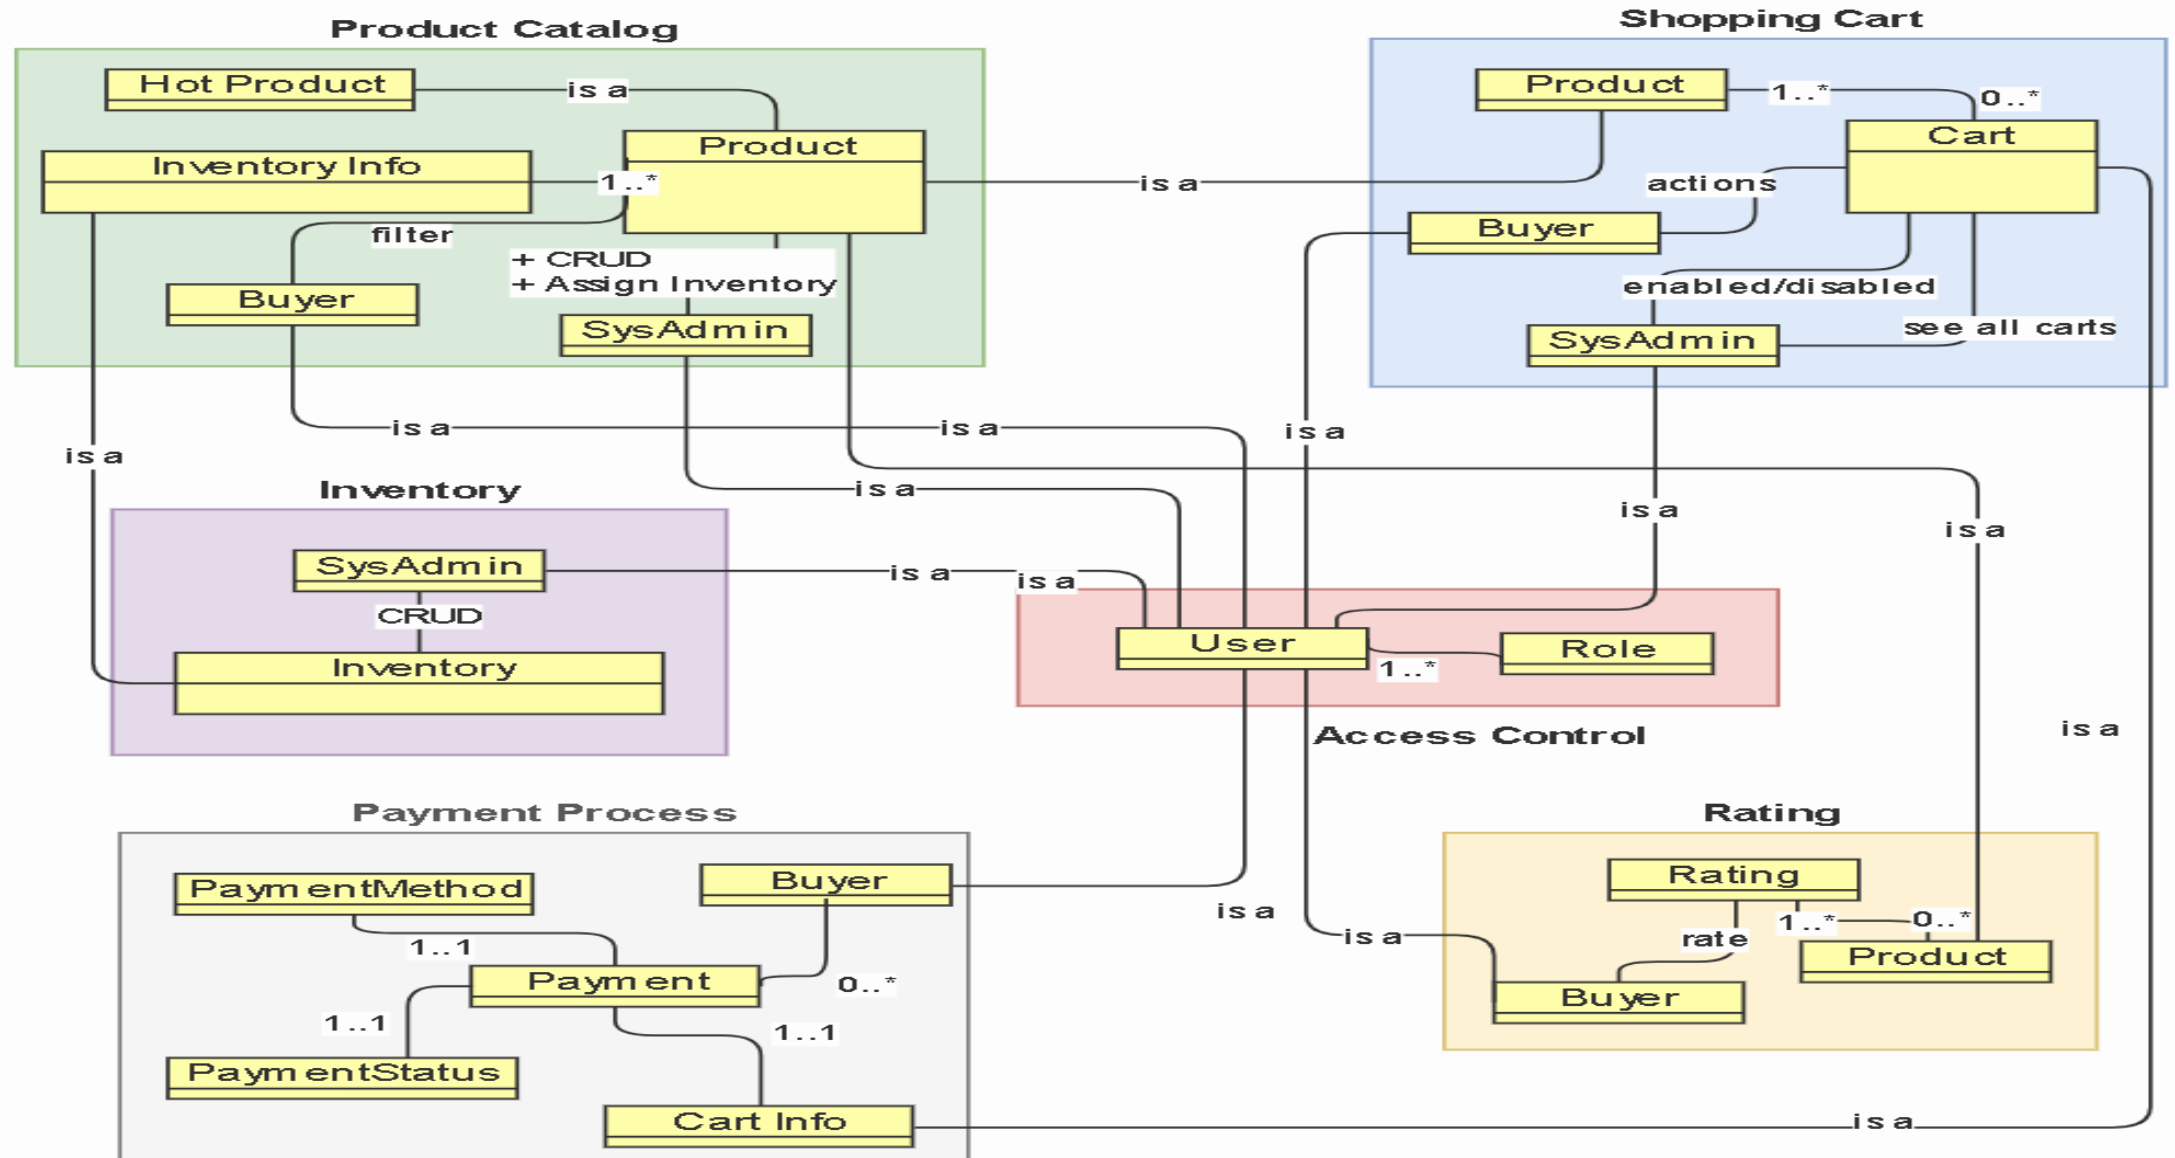 Product Catalog
Hot Product
is a
Product
Inventory Info
1..*
filter
+ CRUD
+ Assign Inventory
Buyer
SysAdmin
is a
Shopping Cart
Product
1..*
0..*
Cart
actions
Buyer
enabled/disabled
see all carts
SysAdmin
is a
is a
is a
is a
is a
is a
is a
is a
Inventory
SysAdmin
CRUD
Inventory
is a
is a
User
Role
1..*
Access Control
is a
Payment Process
PaymentMethod
Buyer
1..1
Payment
0..*
1..1
1..1
PaymentStatus
Cart Info
is a
is a
Rating
Rating
1..*
0..*
rate
Product
Buyer
is a